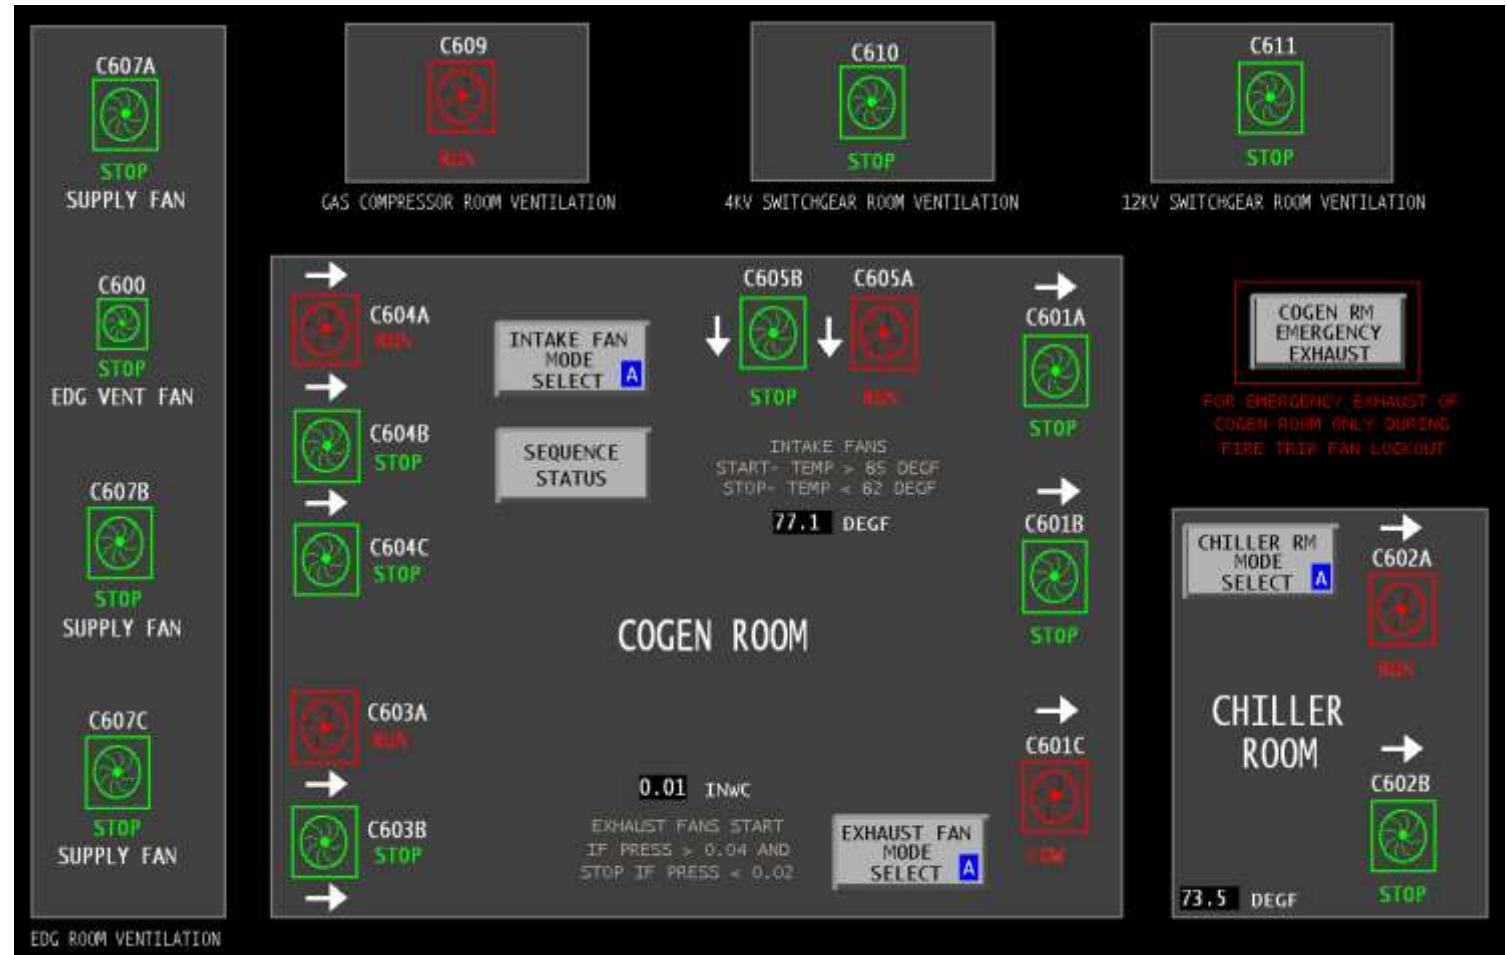 C607A
STOP
SUPPLY FAN
C600
STOP
EDG VENT FAN
C607B
STOP
SUPPLY FAN
C607C
STOP
SUPPLY FAN
EDG ROOM VENTILATION
C609
RUN
GAS COMPRESSOR ROOM VENTILATION
C610
STOP
4KV SWITCHGEAR ROOM VENTILATION
C611
STOP
12KV SWITCHGEAR ROOM VENTILATION
C604A
RUN
C604B
STOP
C604C
STOP
C603A
RUN
C603B
STOP
INTAKE FAN
MODE
SELECT A
SEQUENCE
STATUS
C605B
STOP
C605A
RUN
INTAKE FANS
START- TEMP > 85 DEGF
STOP- TEMP < 82 DEGF
77.1 DEGF
COGEN ROOM
0.01 INWC
EXHAUST FANS START
IF PRESS > 0.04 AND
STOP IF PRESS < 0.02
EXHAUST FAN
MODE
SELECT A
C601A
STOP
C601B
STOP
C601C
LOW
COGEN RM
EMERGENCY
EXHAUST
FOR EMERGENCY EXHAUST OF
COGEN ROOM ONLY DURING
FIRE TRIP FAN LOCKOUT
CHILLER RM
MODE
SELECT A
C602A
RUN
CHILLER
ROOM
C602B
STOP
73.5 DEGF